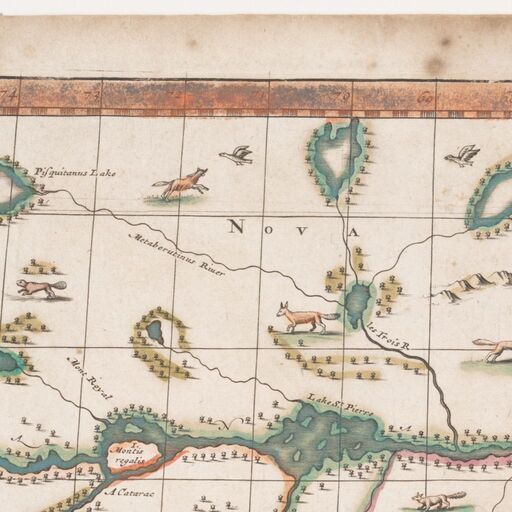 Pisquitanus Lake
NOVA
Metaberutinus River
les Trois R
Mont Royal
Lake St. Pierre
I.
Montis
regalis
A Catarac